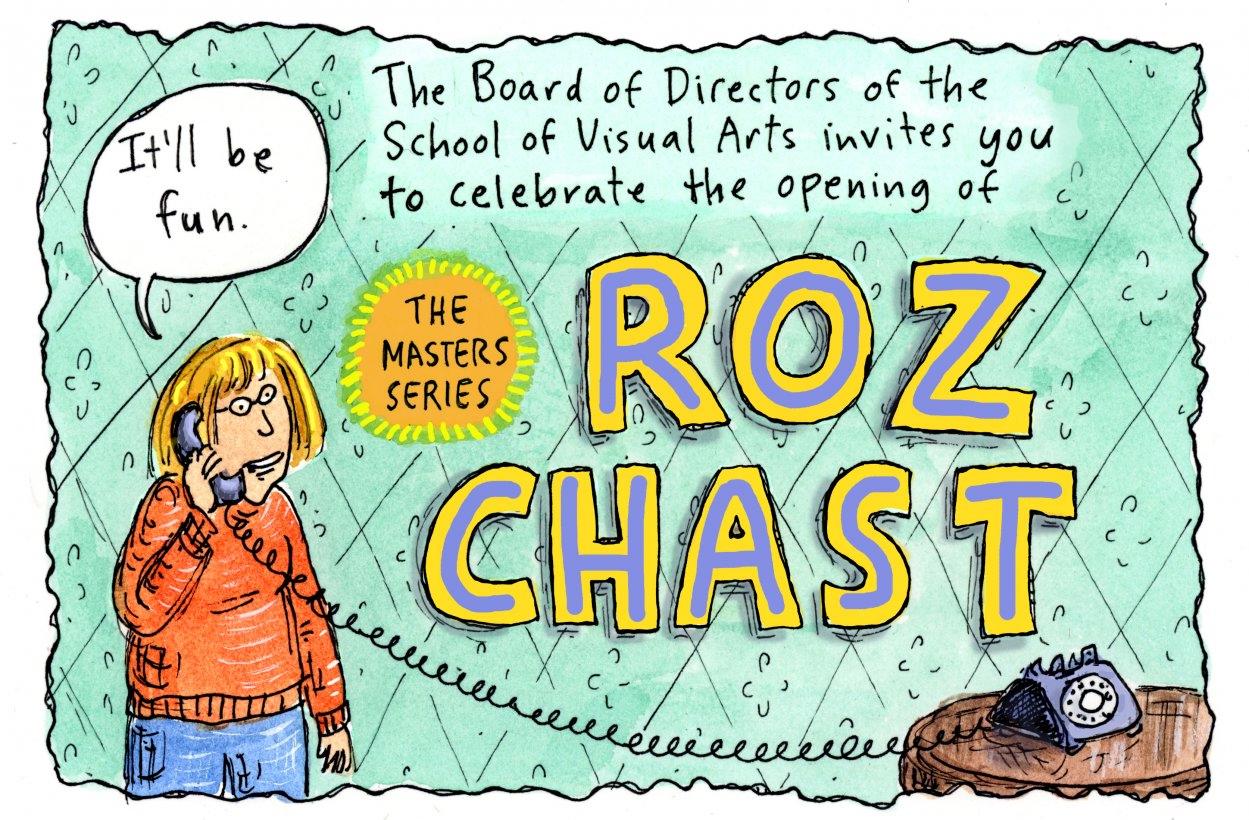 It'll be
fun.
The Board of Directors of the
School of Visual Arts invites you
to celebrate the opening of
THE
MASTERS
SERIES
ROZ
CHAST